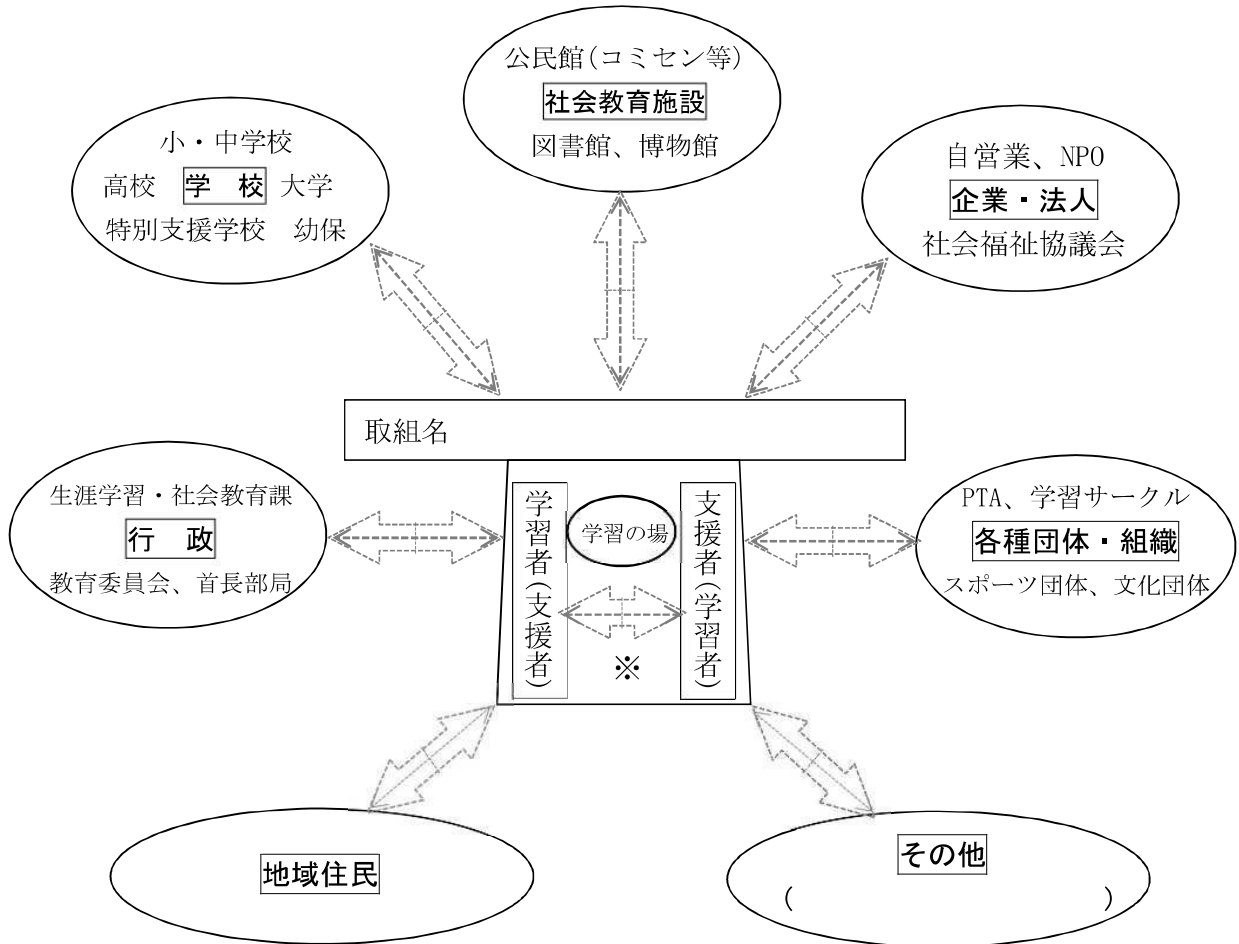 公民館(コミセン等)
社会教育施設
図書館、博物館
小・中学校
高校 学 校 大学
特別支援学校 幼保
自営業、NPO
企業・法人
社会福祉協議会
取組名
生涯学習・社会教育課
行 政
教育委員会、首長部局
学習者(支援者)
学習の場
※
支援者(学習者)
PTA、学習サークル
各種団体・組織
スポーツ団体、文化団体
地域住民
その他
( )